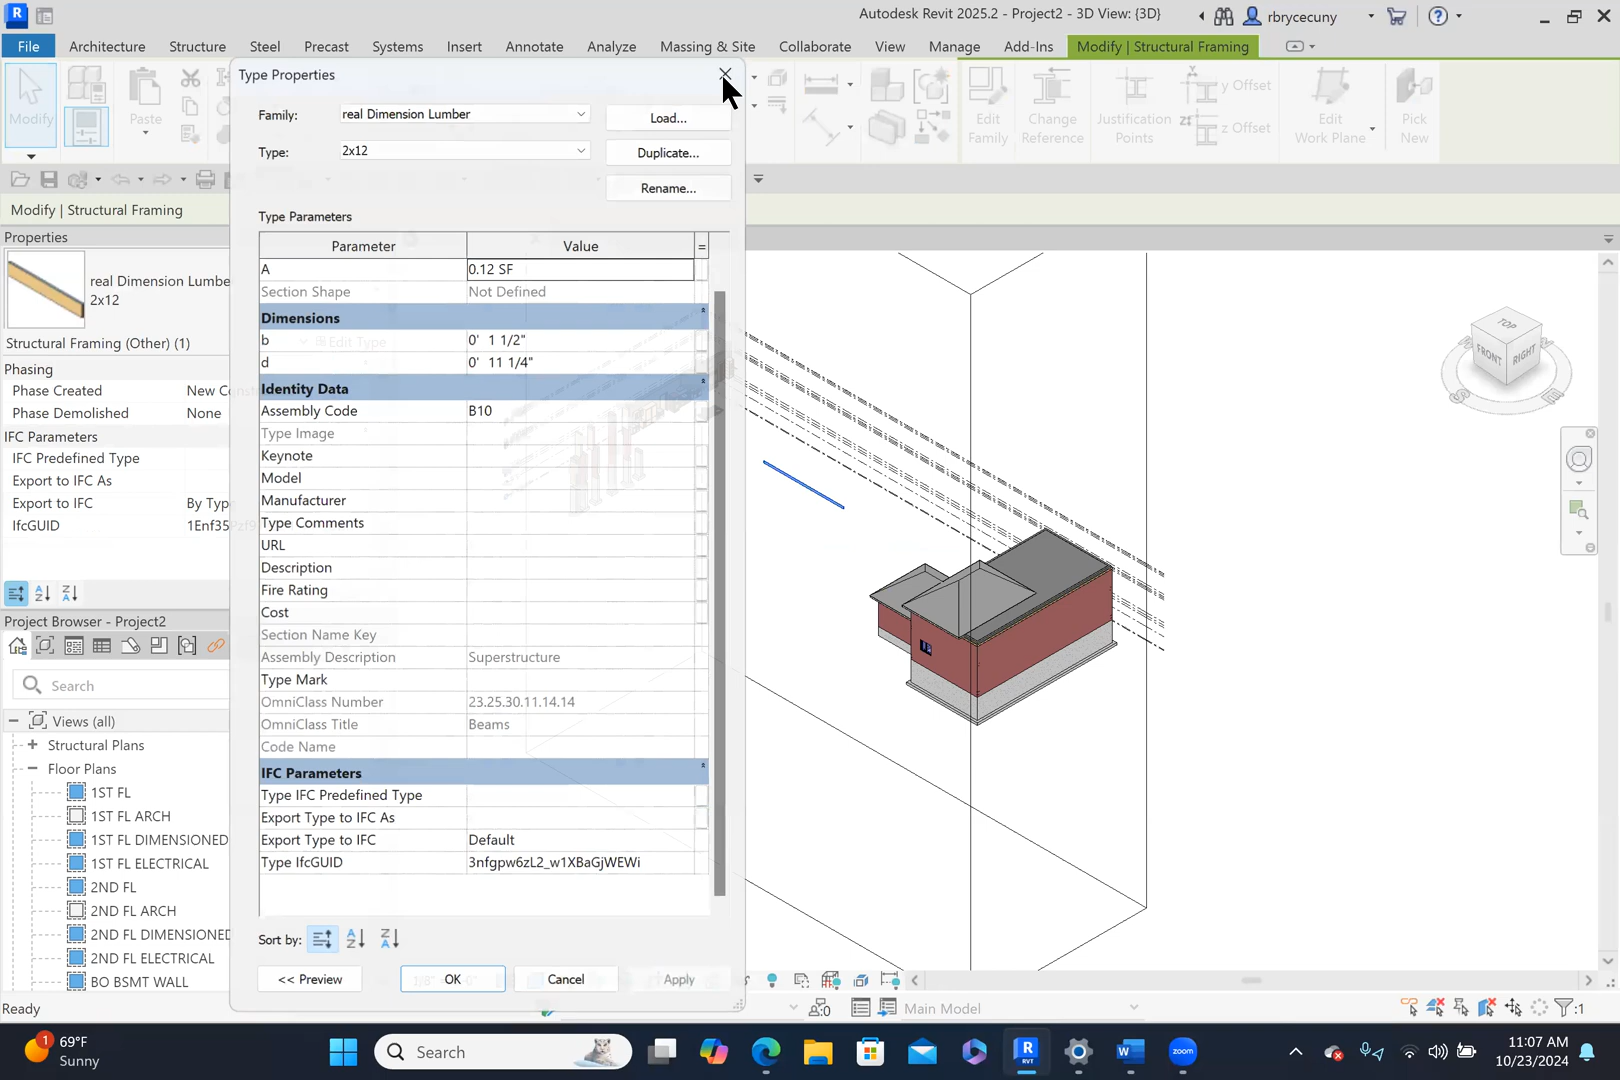 Autodesk Revit 2025.2 - Project2 - 3D View: {3D}
rbrycecuny
File Architecture Structure Steel Precast Systems Insert Annotate Analyze Massing & Site Collaborate View Manage Add-Ins Modify | Structural Framing
Modify
Paste
Edit Family
Change Reference
Justification Points
y Offset
z Offset
Edit Work Plane
Pick New
Modify | Structural Framing
Properties
real Dimension Lumbe
2x12
Structural Framing (Other) (1)
Phasing
Phase Created New Con
Phase Demolished None
IFC Parameters
IFC Predefined Type
Export to IFC As
Export to IFC By Type
IfcGUID 1Enf35
Project Browser - Project2
Search
Views (all)
Structural Plans
Floor Plans
1ST FL
1ST FL ARCH
1ST FL DIMENSIONED
1ST FL ELECTRICAL
2ND FL
2ND FL ARCH
2ND FL DIMENSIONED
2ND FL ELECTRICAL
BO BSMT WALL
Type Properties
Family: real Dimension Lumber Load...
Type: 2x12 Duplicate...
Rename...
Type Parameters
Parameter Value =
A 0.12 SF
Section Shape Not Defined
Dimensions
b 0' 1 1/2"
d 0' 11 1/4"
Edit Type
Identity Data
Assembly Code B10
Type Image
Keynote
Model
Manufacturer
Type Comments
URL
Description
Fire Rating
Cost
Section Name Key
Assembly Description Superstructure
Type Mark
OmniClass Number 23.25.30.11.14.14
OmniClass Title Beams
Code Name
IFC Parameters
Type IFC Predefined Type
Export Type to IFC As
Export Type to IFC Default
Type IfcGUID 3nfgpw6zL2_w1XBaGjWEWi
Sort by:
<< Preview OK Cancel Apply
TOP
FRONT
RIGHT
Ready
Main Model
:1
69°F
Sunny
Search
zoom
11:07 AM
10/23/2024